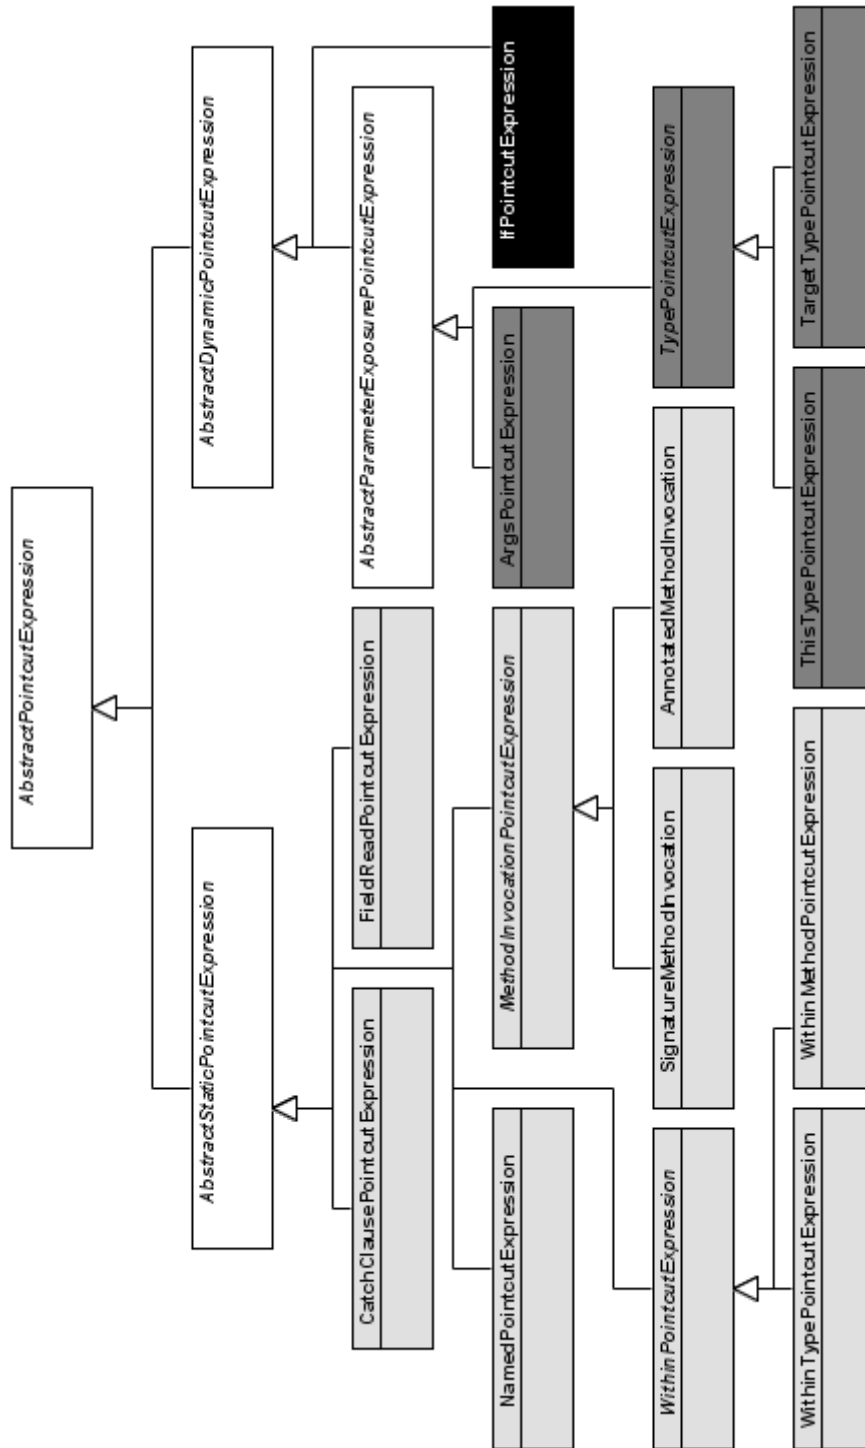 AbstractPointcutExpression
AbstractStaticPointcutExpression
AbstractDynamicPointcutExpression
CatchClausePointcutExpression
FieldReadPointcutExpression
AbstractParameterExposurePointcutExpression
NamedPointcutExpression
MethodInvocationPointcutExpression
ArgsPointcutExpression
IfPointcutExpression
WithinPointcutExpression
SignatureMethodInvocation
AnnotatedMethodInvocation
TypePointcutExpression
WithinTypePointcutExpression
WithinMethodPointcutExpression
ThisTypePointcutExpression
TargetTypePointcutExpression